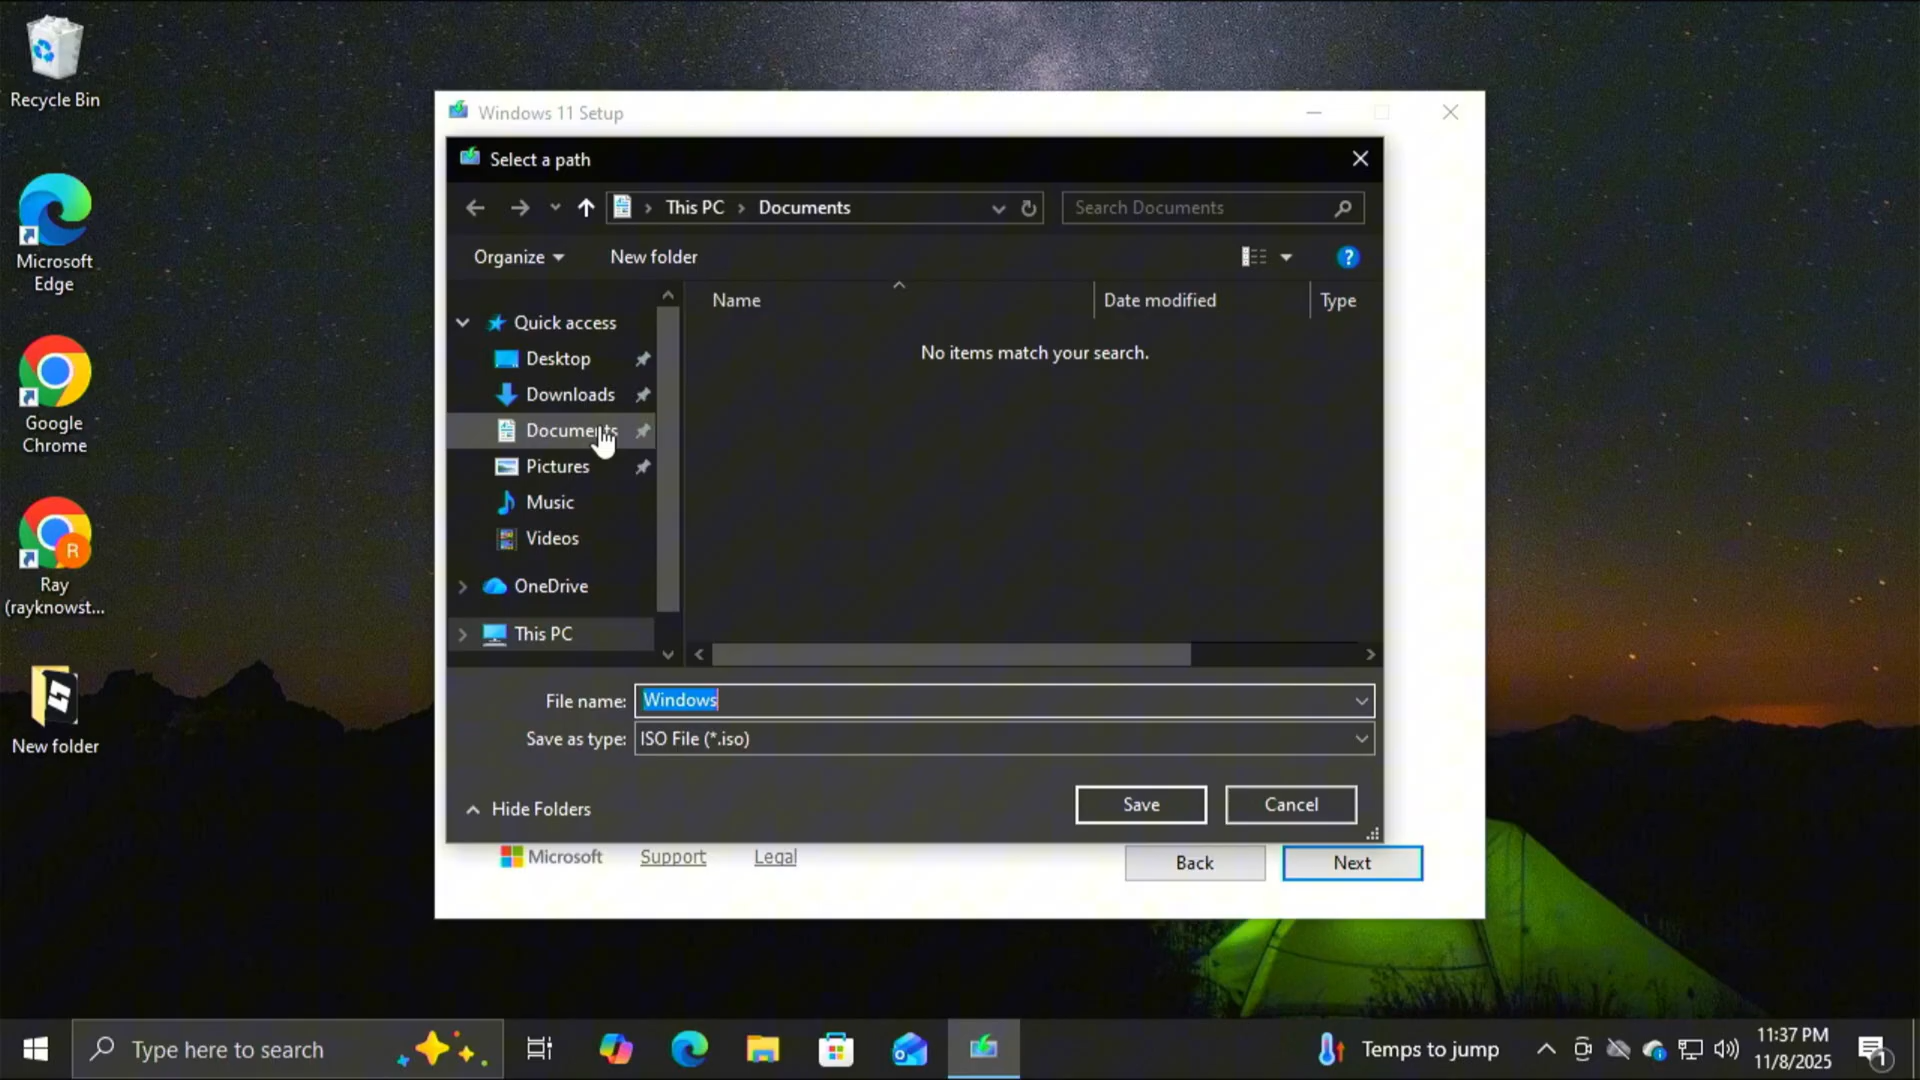 Recycle Bin
Microsoft
Edge
Google
Chrome
R
Ray
(rayknowst...
New folder
Windows 11 Setup
Select a path
This PC
Documents
Search Documents
Organize
New folder
?
Name
Date modified
Type
No items match your search.
Quick access
Desktop
Downloads
Documents
Pictures
Music
Videos
OneDrive
This PC
File name:
Windows
Save as type:
ISO File (*.iso)
Hide Folders
Save
Cancel
Microsoft
Support
Legal
Back
Next
Type here to search
Temps to jump
11:37 PM
11/8/2025
1